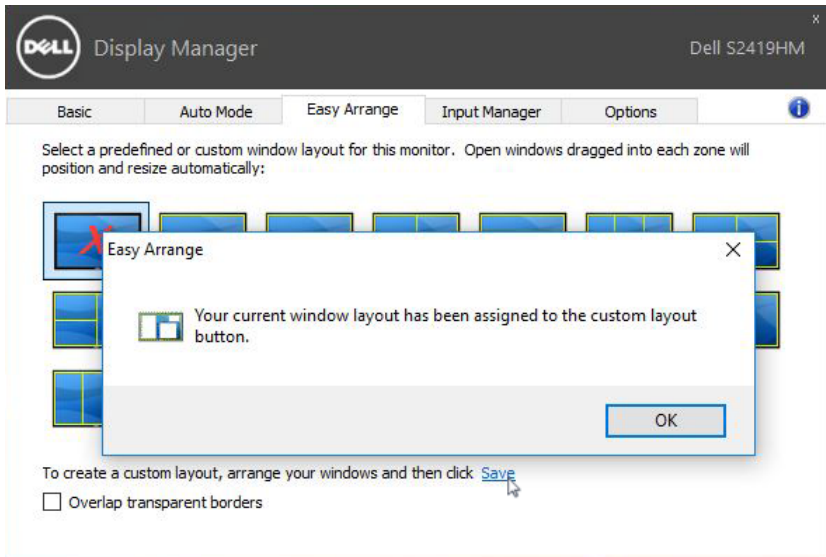 x
DELL
Display Manager
Dell S2419HM
Basic
Auto Mode
Easy Arrange
Input Manager
Options
Select a predefined or custom window layout for this monitor. Open windows dragged into each zone will
position and resize automatically:
Easy Arrange
Your current window layout has been assigned to the custom layout
button.
OK
To create a custom layout, arrange your windows and then click Save
Overlap transparent borders